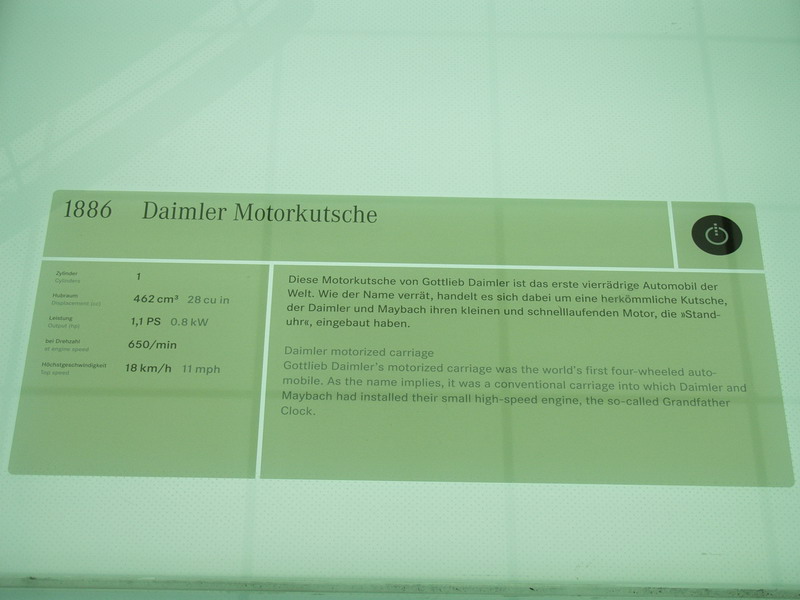 1886 Daimler Motorkutsche
Zylinder 1
Cylinders
Hubraum 462 cm³ 28 cu in
Displacement (cc)
Leistung 1,1 PS 0.8 kW
Output (hp)
bei Drehzahl 650/min
at engine speed
Höchstgeschwindigkeit 18 km/h 11 mph
Top speed
Diese Motorkutsche von Gottlieb Daimler ist das erste vierrädrige Automobil der
Welt. Wie der Name verrät, handelt es sich dabei um eine herkömmliche Kutsche,
der Daimler und Maybach ihren kleinen und schnelllaufenden Motor, die »Stand-
uhr«, eingebaut haben.
Daimler motorized carriage
Gottlieb Daimler's motorized carriage was the world's first four-wheeled auto-
mobile. As the name implies, it was a conventional carriage into which Daimler and
Maybach had installed their small high-speed engine, the so-called Grandfather
Clock.